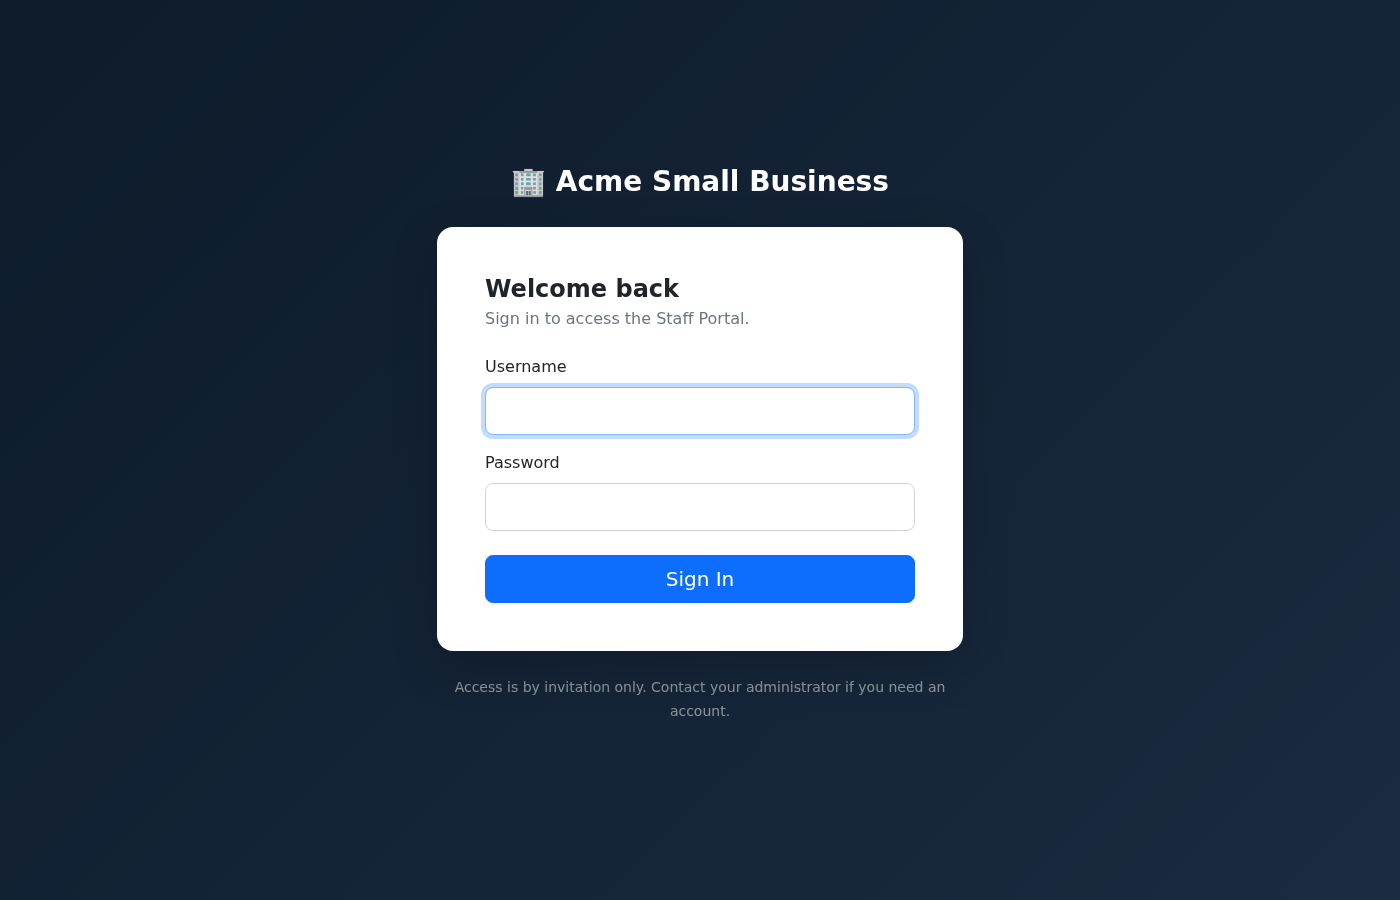 Acme Small Business
Welcome back
Sign in to access the Staff Portal.
Username
Password
Sign In
Access is by invitation only. Contact your administrator if you need an
account.